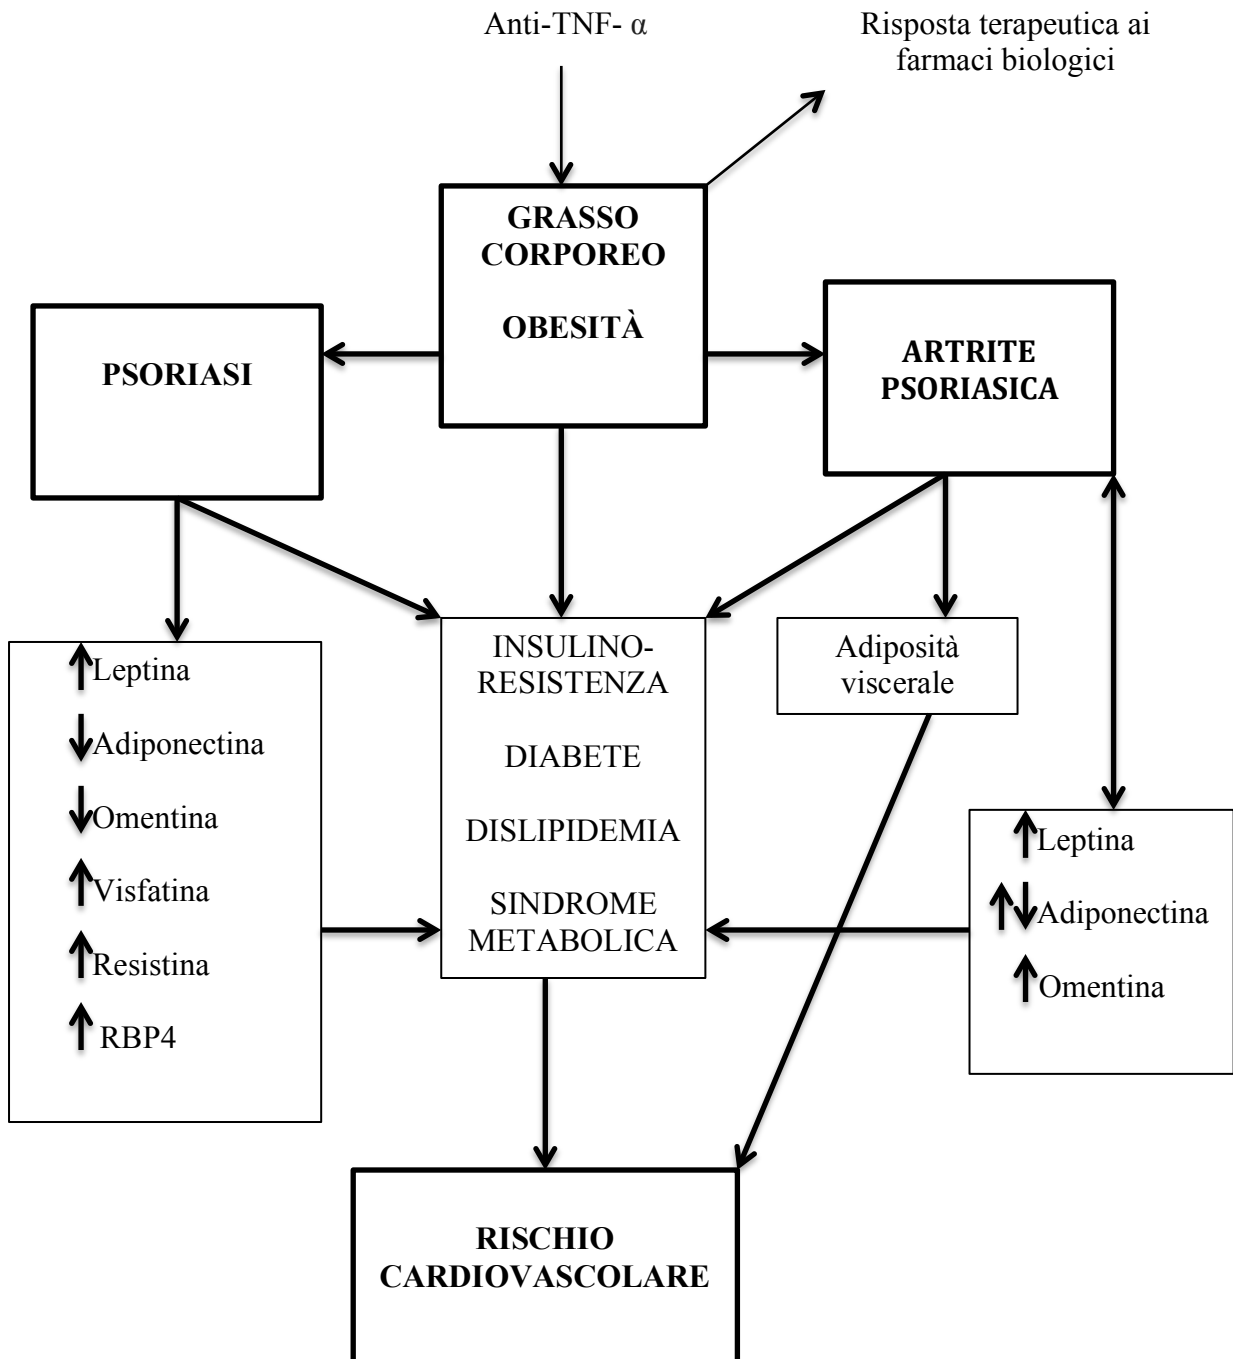 Anti-TNF- α
Risposta terapeutica ai
farmaci biologici
GRASSO
CORPOREO
OBESITÀ
PSORIASI
ARTRITE
PSORIASICA
INSULINO-
RESISTENZA
DIABETE
DISLIPIDEMIA
SINDROME
METABOLICA
Adiposità
viscerale
Leptina
Adiponectina
Omentina
Visfatina
Resistina
RBP4
Leptina
Adiponectina
Omentina
RISCHIO
CARDIOVASCOLARE